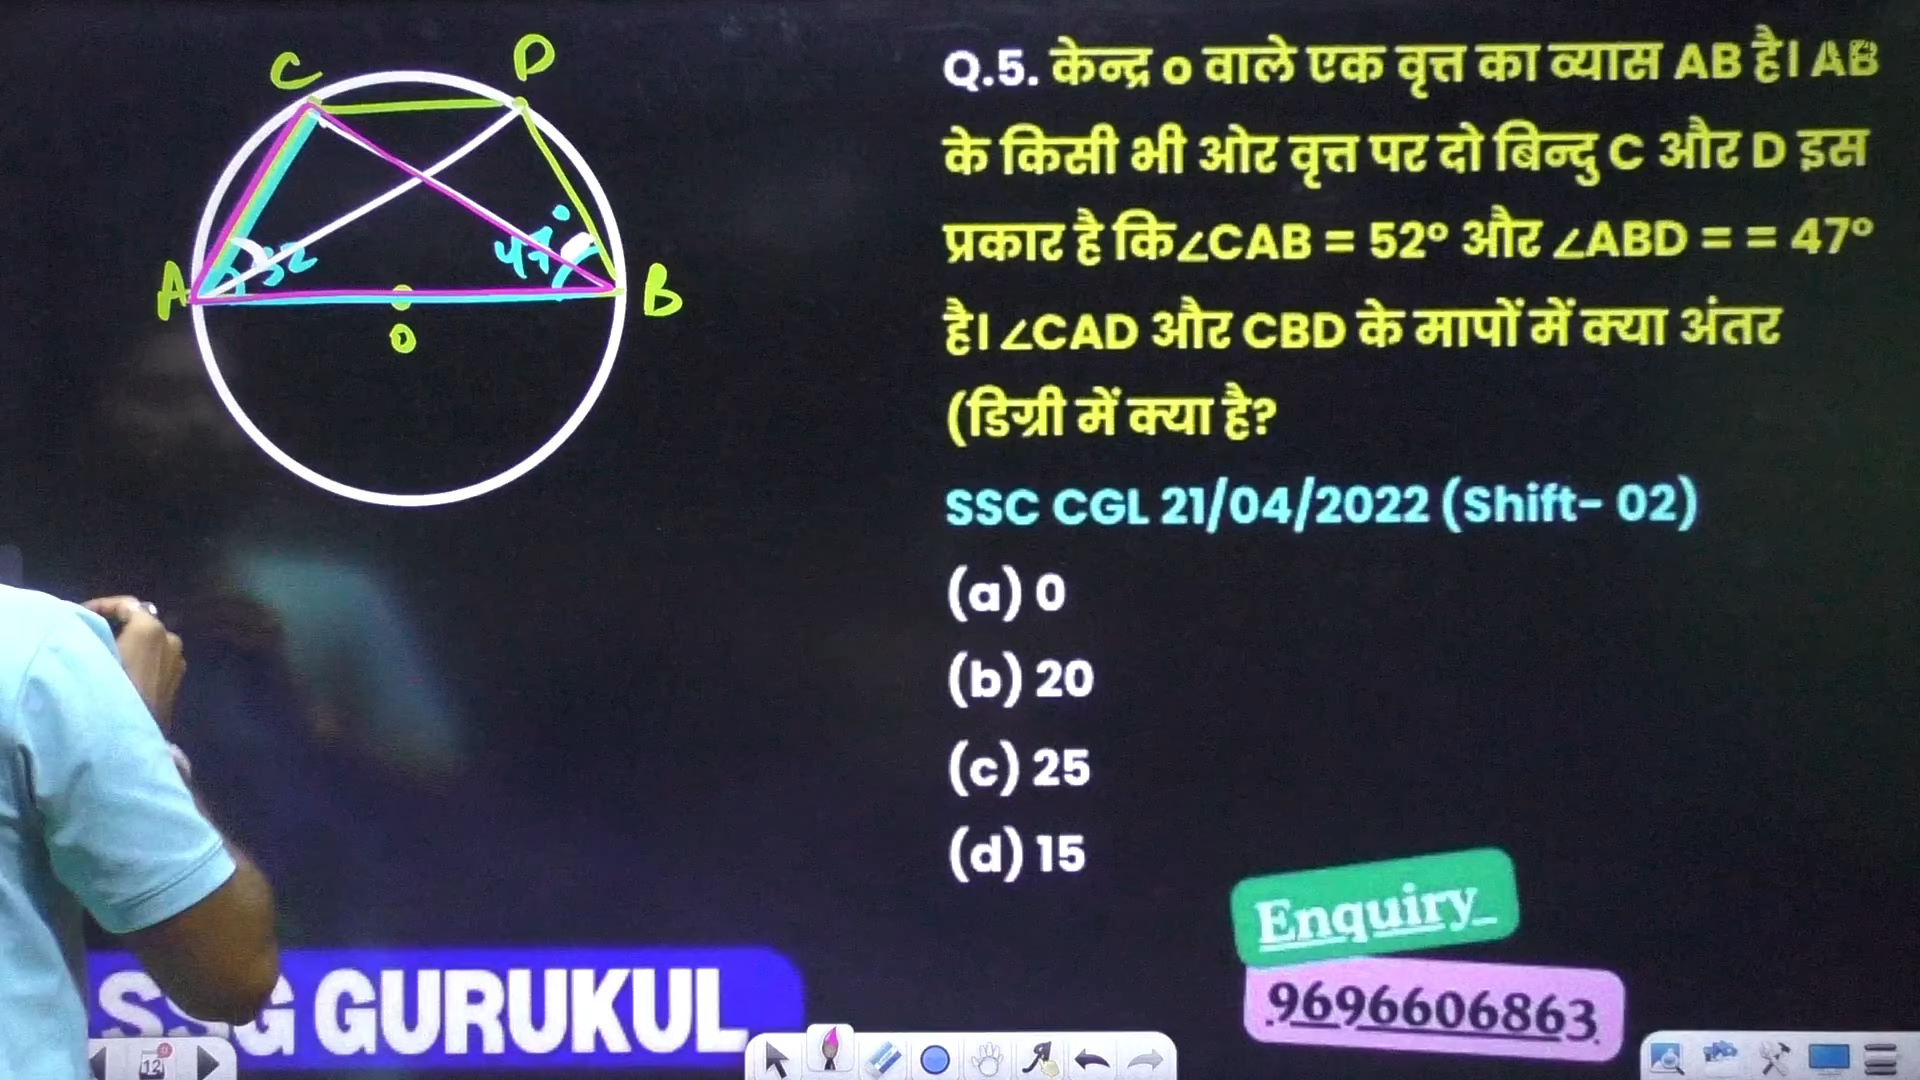 C D
A 52 47° B
O
Q.5. केन्द्र o वाले एक वृत्त का व्यास AB है। AB
के किसी भी ओर वृत्त पर दो बिन्दु C और D इस
प्रकार है कि∠CAB = 52° और ∠ABD = = 47°
है। ∠CAD और CBD के मापों में क्या अंतर
(डिग्री में क्या है?
SSC CGL 21/04/2022 (Shift- 02)
(a) 0
(b) 20
(c) 25
(d) 15
Enquiry
9696606863
GURUKUL
12